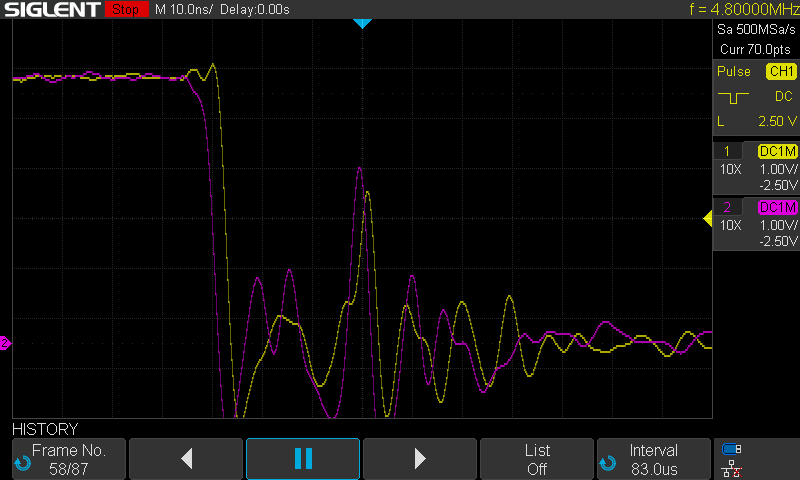 SIGLENT Stop M 10.0ns/ Delay:0.00s f = 4.80000MHz
Sa 500MSa/s
Curr 70.0pts
Pulse CH1
DC
L 2.50 V
1 DC1M
10X 1.00V/
-2.50V
2 DC1M
10X 1.00V/
-2.50V
2
HISTORY
Frame No.
58/87
List
Off
Interval
83.0us